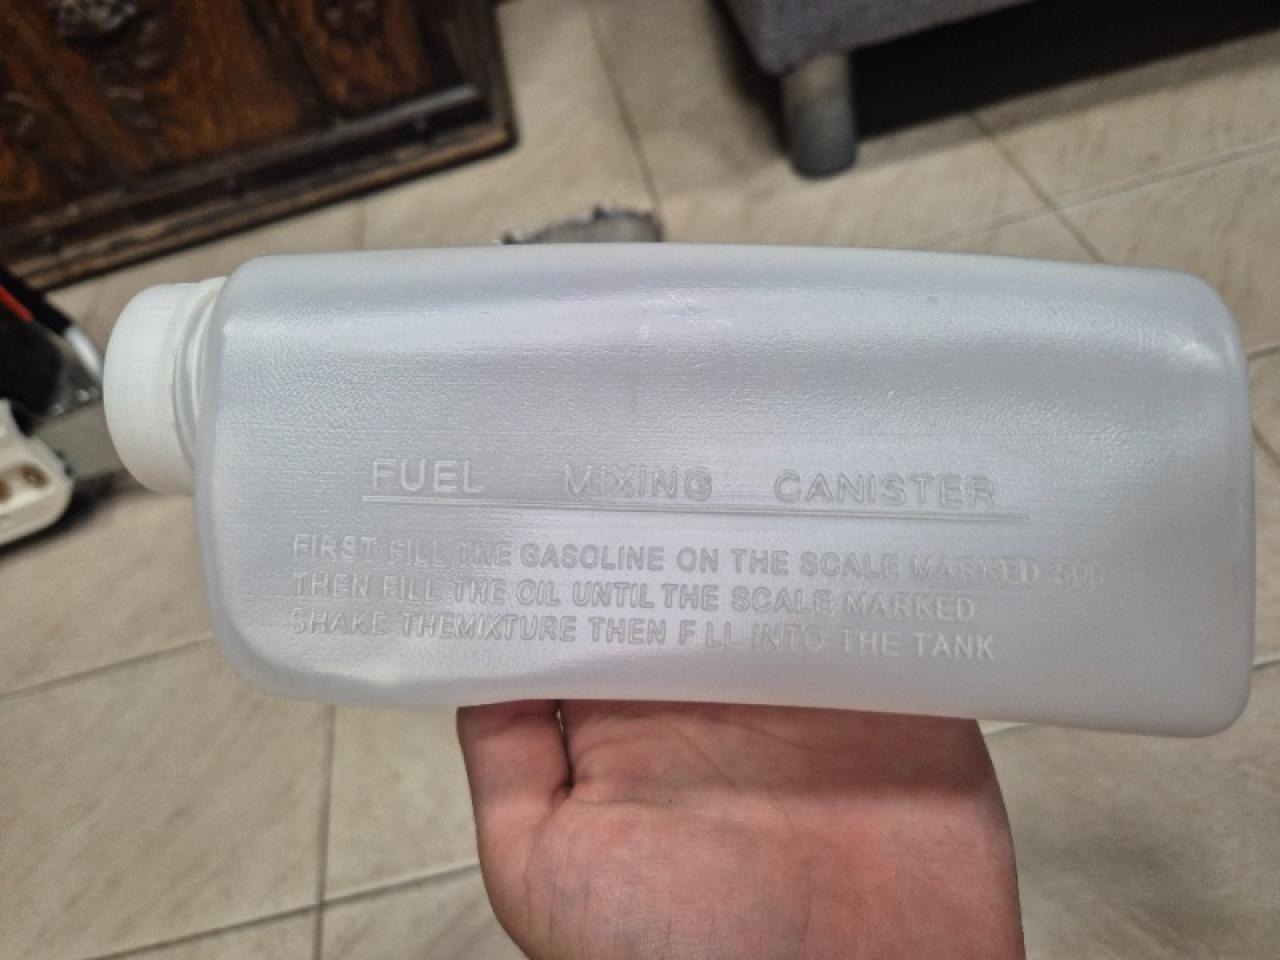 FUEL MIXING CANISTER
FIRST FILL THE GASOLINE ON THE SCALE MARKED
THEN FILL THE OIL UNTIL THE SCALE MARKED
SHAKE THEMIXTURE THEN F LL INTO THE TANK